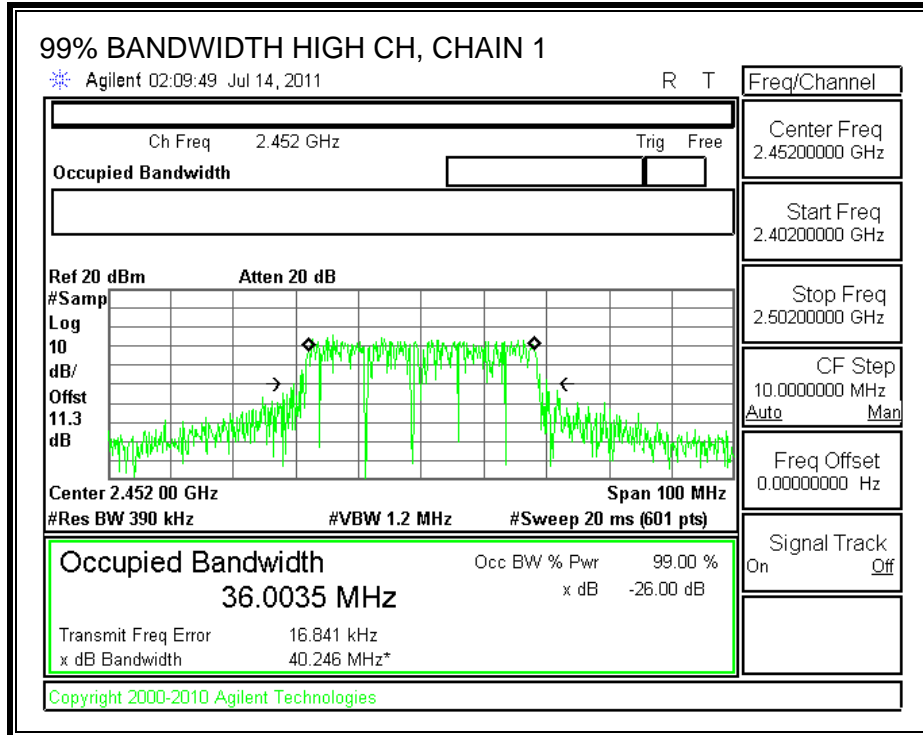 99% BANDWIDTH HIGH CH, CHAIN 1
Agilent 02:09:49 Jul 14, 2011 R T
Ch Freq 2.452 GHz Trig Free
Occupied Bandwidth
Ref 20 dBm Atten 20 dB
#Samp
Log
10
dB/
Offst
11.3
dB
Center 2.452 00 GHz Span 100 MHz
#Res BW 390 kHz #VBW 1.2 MHz #Sweep 20 ms (601 pts)
Occupied Bandwidth
36.0035 MHz
Occ BW % Pwr 99.00 %
x dB -26.00 dB
Transmit Freq Error 16.841 kHz
x dB Bandwidth 40.246 MHz*
Copyright 2000-2010 Agilent Technologies
Freq/Channel
Center Freq
2.45200000 GHz
Start Freq
2.40200000 GHz
Stop Freq
2.50200000 GHz
CF Step
10.0000000 MHz
Auto Man
Freq Offset
0.00000000 Hz
Signal Track
On Off